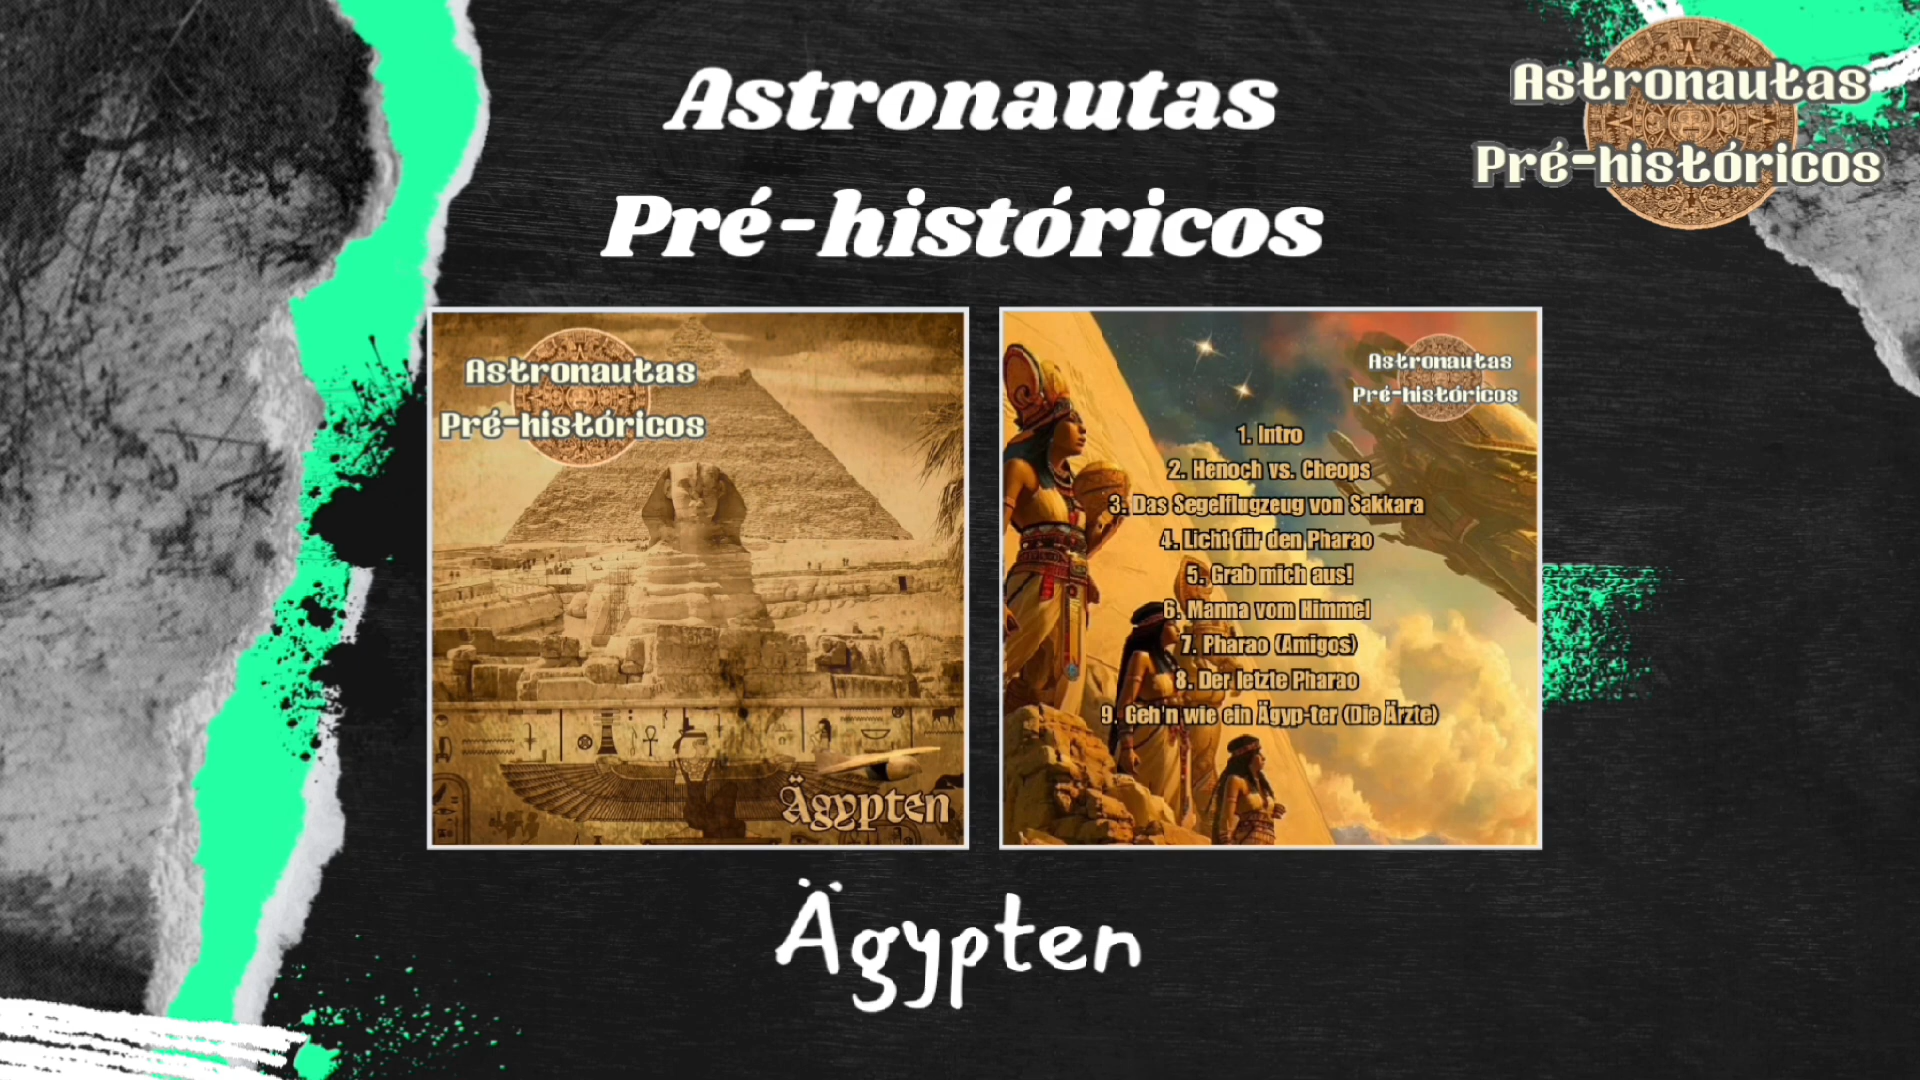 Astronautas
Pré-históricos
Astronautas
Pré-históricos
Astronautas
Pré-históricos
Ägypten
Astronautas
Pré-históricos
1. Intro
2. Henoch vs. Cheops
3. Das Segelflugzeug von Sakkara
4. Licht für den Pharao
5. Grab mich aus!
6. Manna vom Himmel
7. Pharao (Amigos)
8. Der letzte Pharao
9. Geh'n wie ein Ägyp-ter (Die Ärzte)
Ägypten